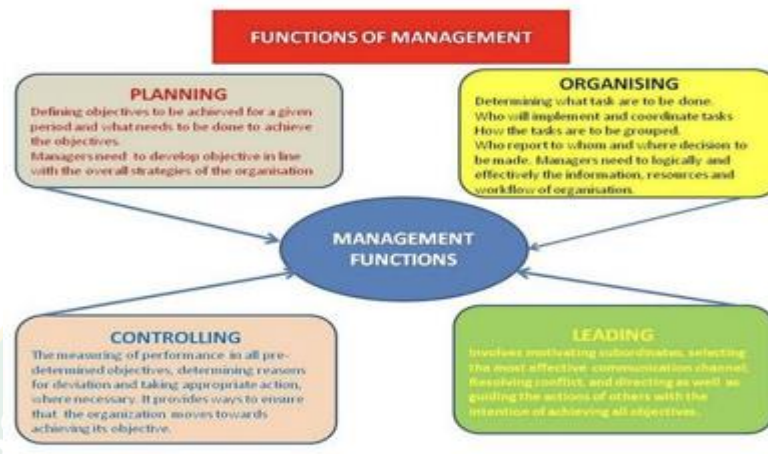 FUNCTIONS OF MANAGEMENT
PLANNING
Defining objectives to be achieved for a given
period and what needs to be done to achieve
the objectives.
Managers need to develop objective in line
with the overall strategies of the organisation
ORGANISING
Determining what task are to be done.
Who will implement and coordinate tasks
How the tasks are to be grouped.
Who report to whom and where decision to
be made. Managers need to logically and
effectively the information, resources and
workflow of organisation.
MANAGEMENT
FUNCTIONS
CONTROLLING
The measuring of performance in all pre-
determined objectives, determining reasons
for deviation and taking appropriate action,
where necessary. It provides ways to ensure
that the organization moves towards
achieving its objective.
LEADING
Involves motivating subordinates, selecting
the most effective communication channel,
Resolving conflict, and directing as well as
guiding the actions of others with the
intention of achieving all objectives.